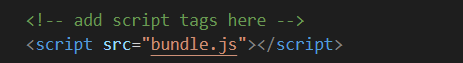 <!-- add script tags here -->
<script src="bundle.js"></script>